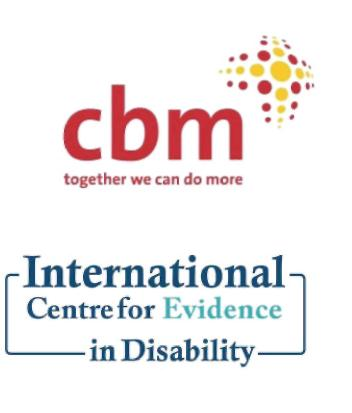 cbm
together we can do more
International
Centre for Evidence
in Disability